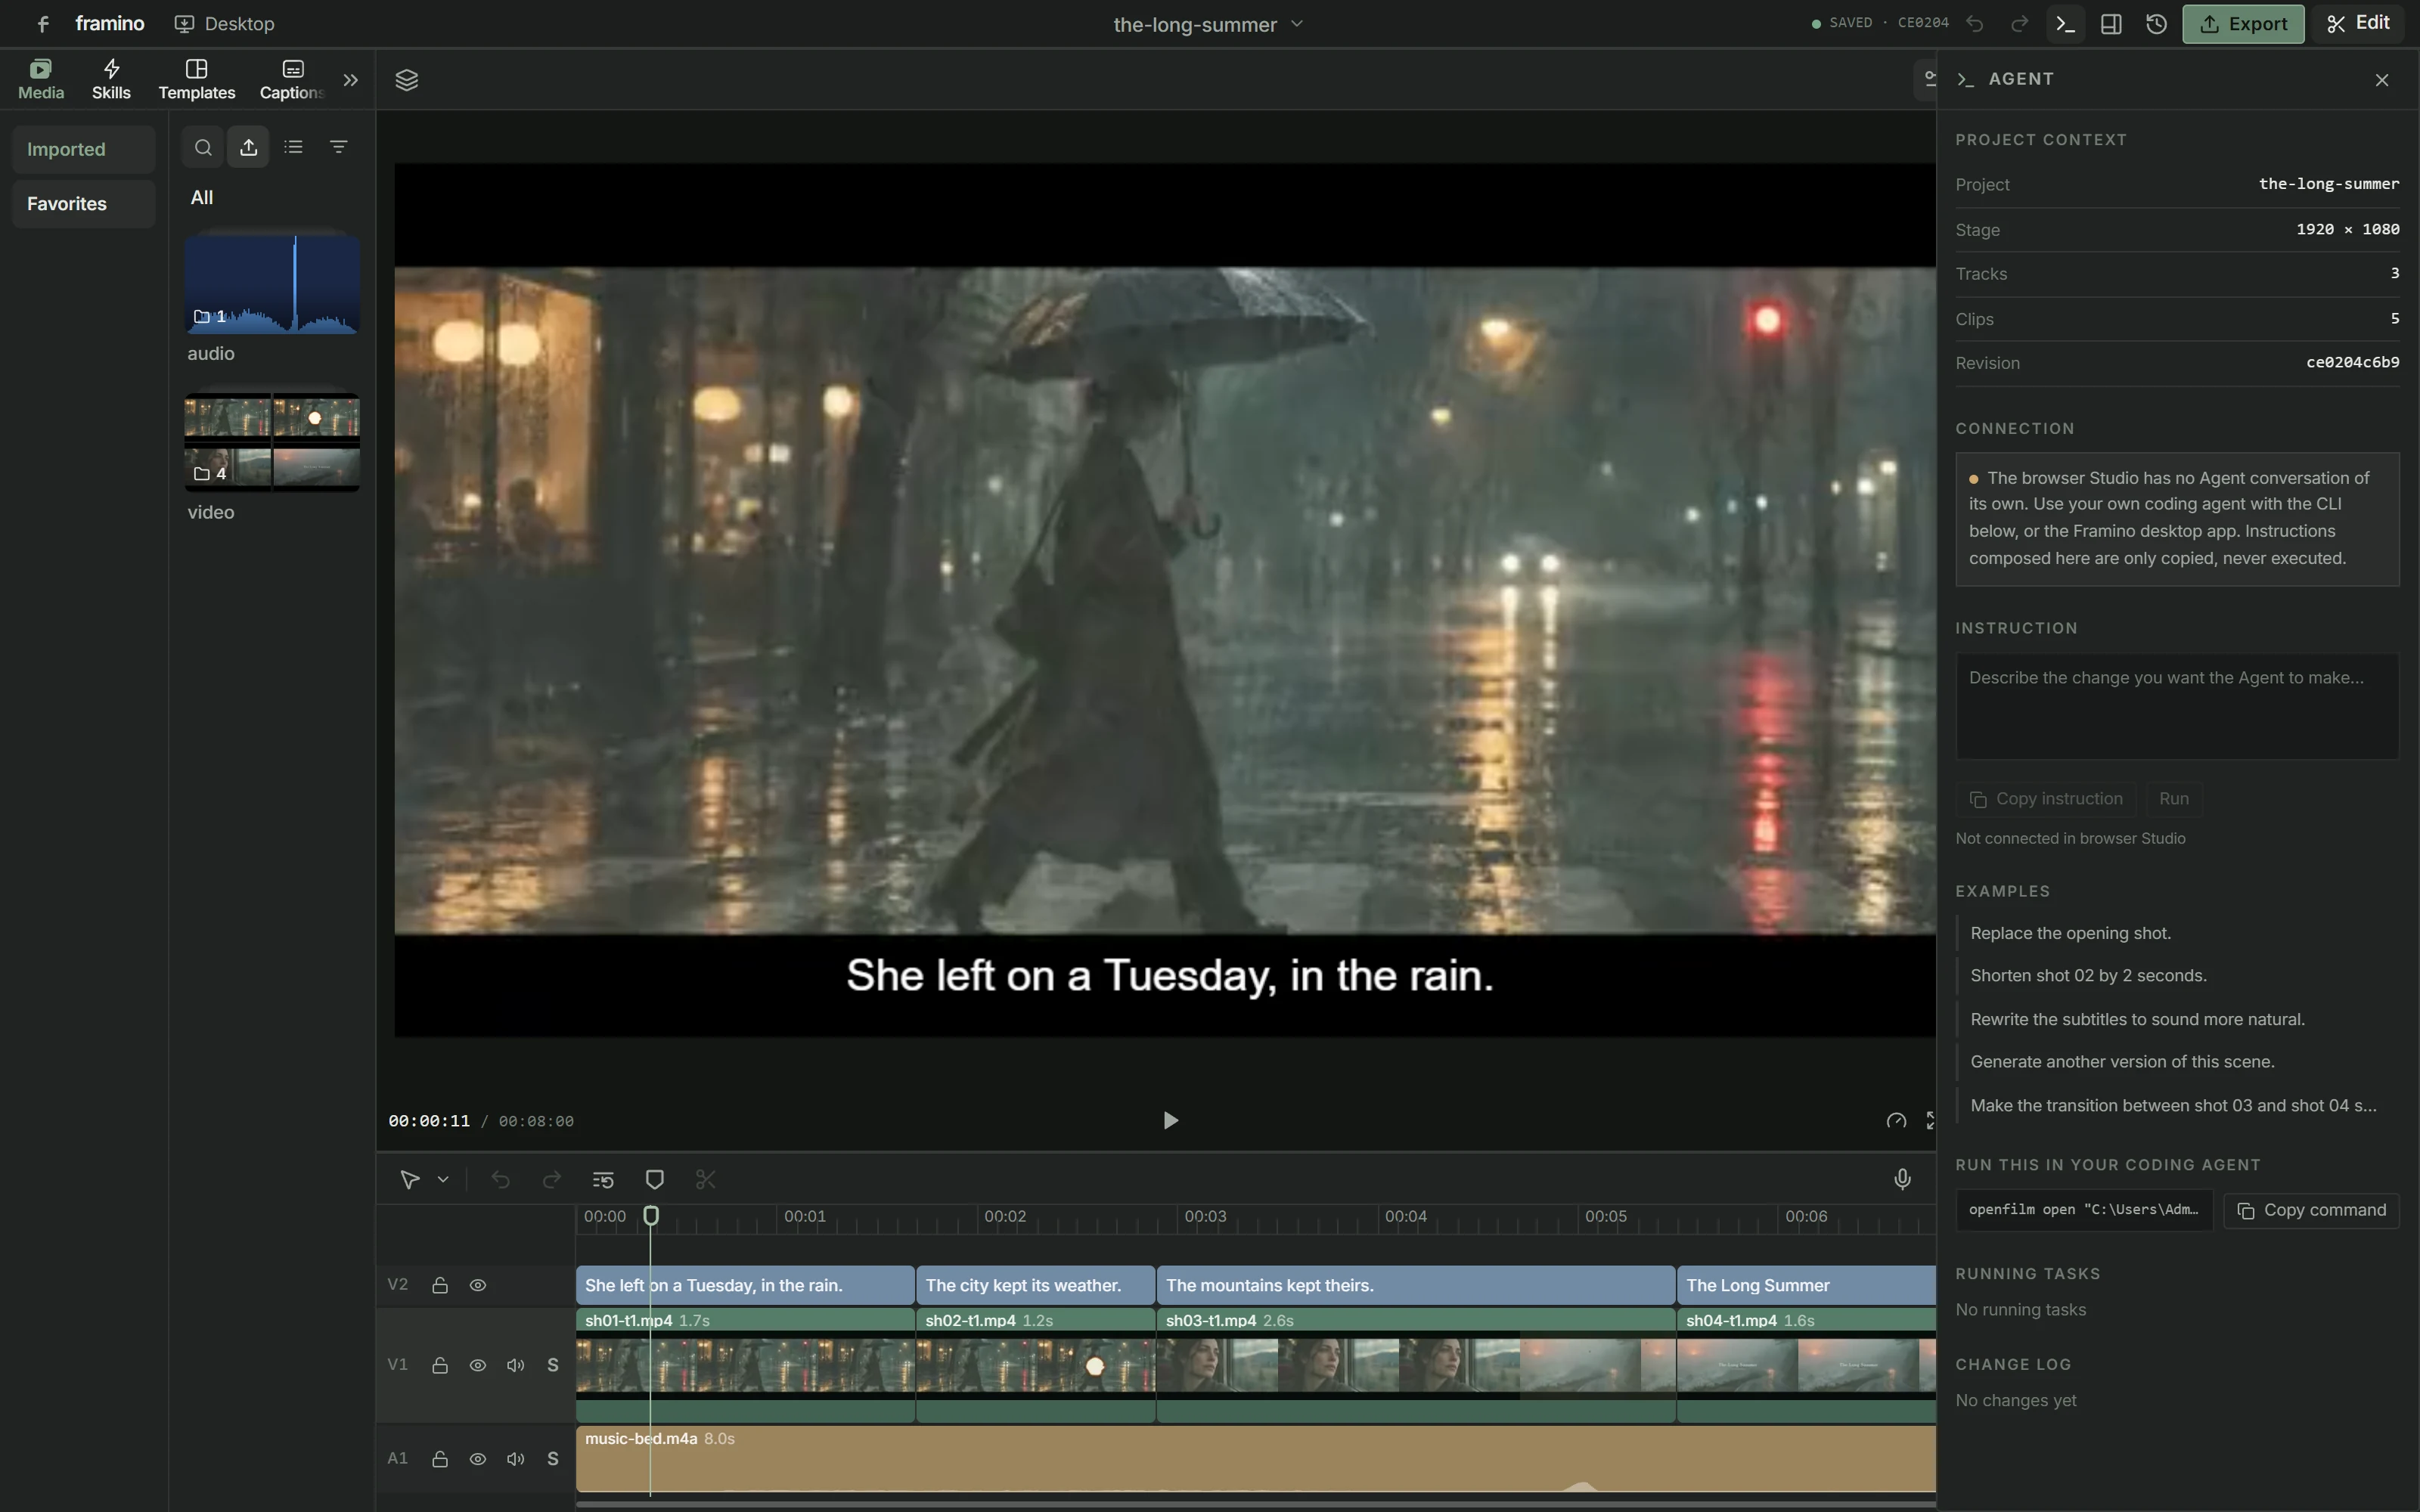 framino
Desktop
the-long-summer
SAVED · CE0204
Export
Edit
Media
Skills
Templates
Captions
AGENT
Imported
Favorites
All
1
audio
4
video
She left on a Tuesday, in the rain.
00:00:11 / 00:08:00
PROJECT CONTEXT
Project the-long-summer
Stage 1920 × 1080
Tracks 3
Clips 5
Revision ce0204c6b9
CONNECTION
The browser Studio has no Agent conversation of
its own. Use your own coding agent with the CLI
below, or the Framino desktop app. Instructions
composed here are only copied, never executed.
INSTRUCTION
Describe the change you want the Agent to make...
Copy instruction
Run
Not connected in browser Studio
EXAMPLES
Replace the opening shot.
Shorten shot 02 by 2 seconds.
Rewrite the subtitles to sound more natural.
Generate another version of this scene.
Make the transition between shot 03 and shot 04 s...
RUN THIS IN YOUR CODING AGENT
openfilm open "C:\Users\Adm...
Copy command
RUNNING TASKS
No running tasks
CHANGE LOG
No changes yet
00:00 00:01 00:02 00:03 00:04 00:05 00:06
V2
She left on a Tuesday, in the rain.
The city kept its weather.
The mountains kept theirs.
The Long Summer
V1
S
sh01-t1.mp4 1.7s
sh02-t1.mp4 1.2s
sh03-t1.mp4 2.6s
sh04-t1.mp4 1.6s
A1
S
music-bed.m4a 8.0s